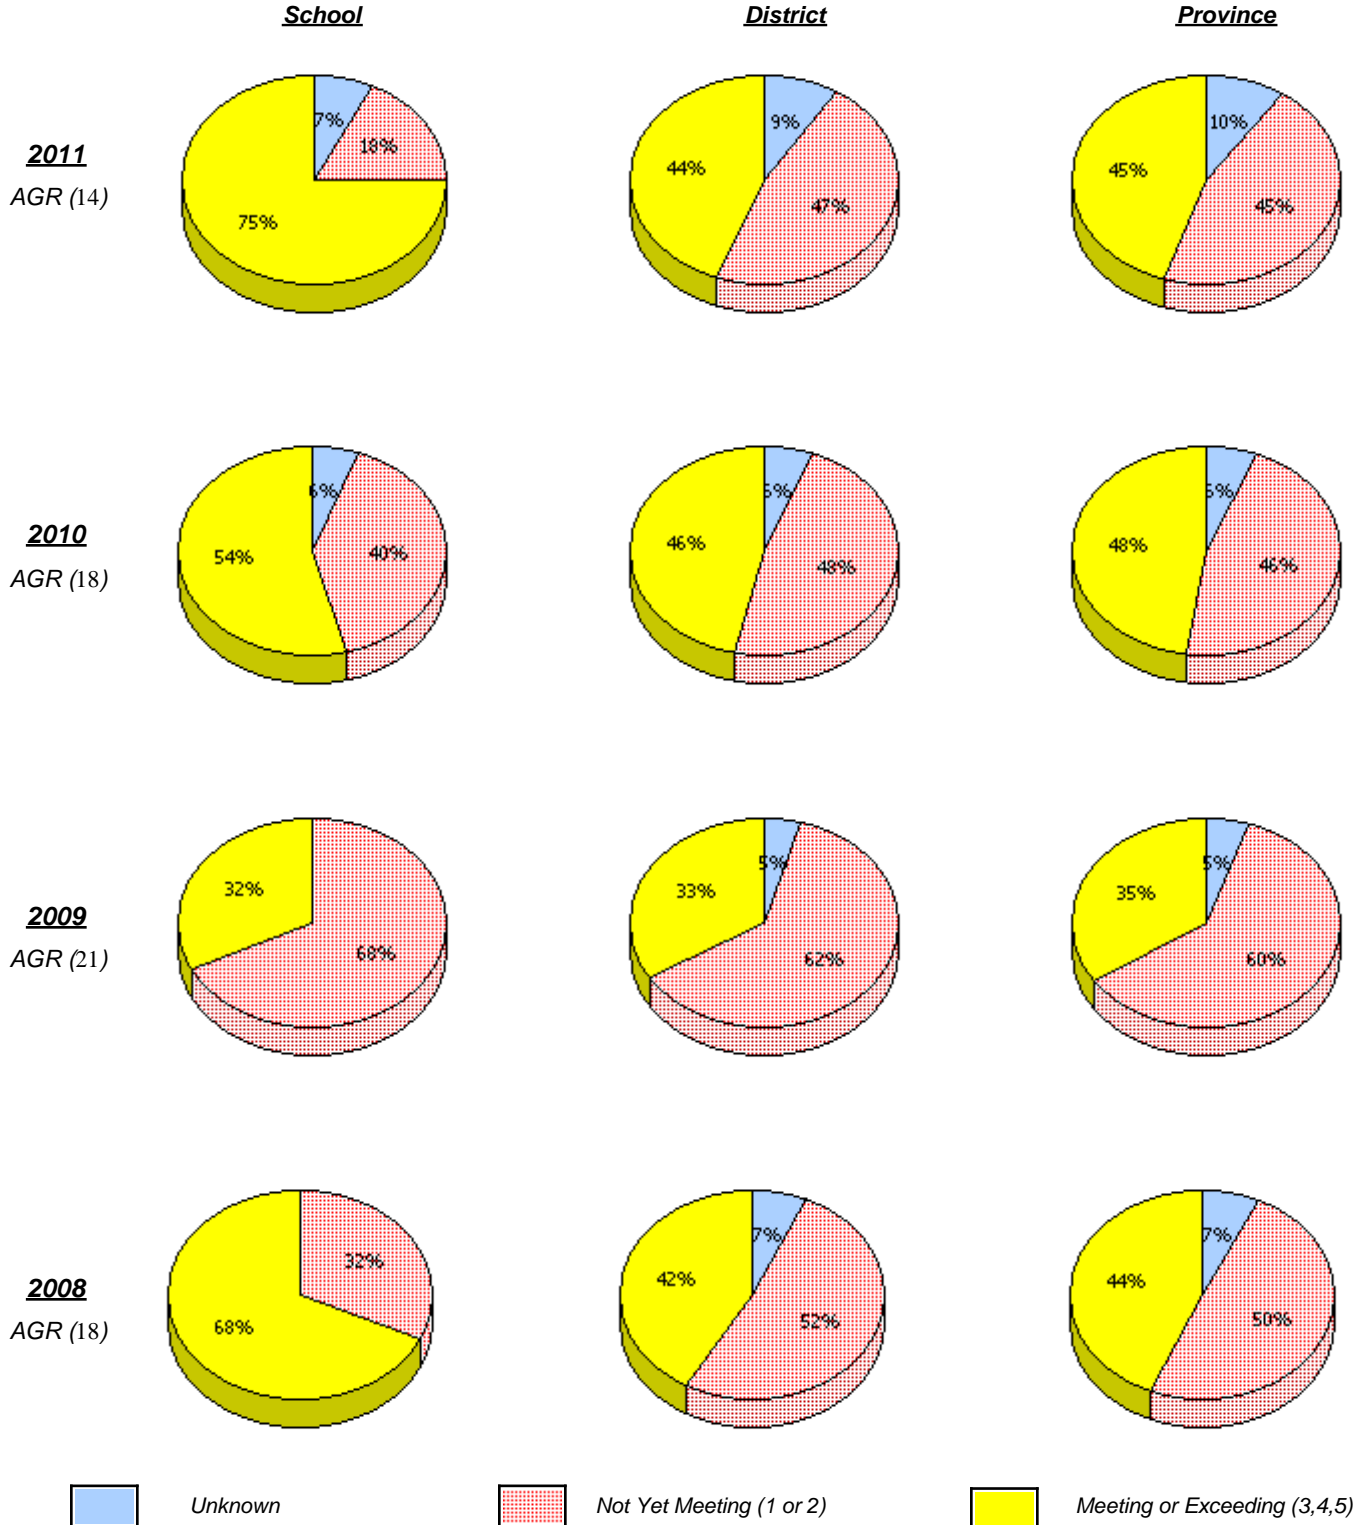 School District Province
7% 9% 10%
2011 18% 44% 45%
AGR (14) 75% 47% 45%
6% 6% 6%
2010 54% 40% 46% 48% 48% 46%
AGR (18)
5% 5%
32% 33% 35%
2009 68% 62% 60%
AGR (21)
7% 7%
32% 42% 44%
2008 68% 52% 50%
AGR (18)
Unknown Not Yet Meeting (1 or 2) Meeting or Exceeding (3,4,5)